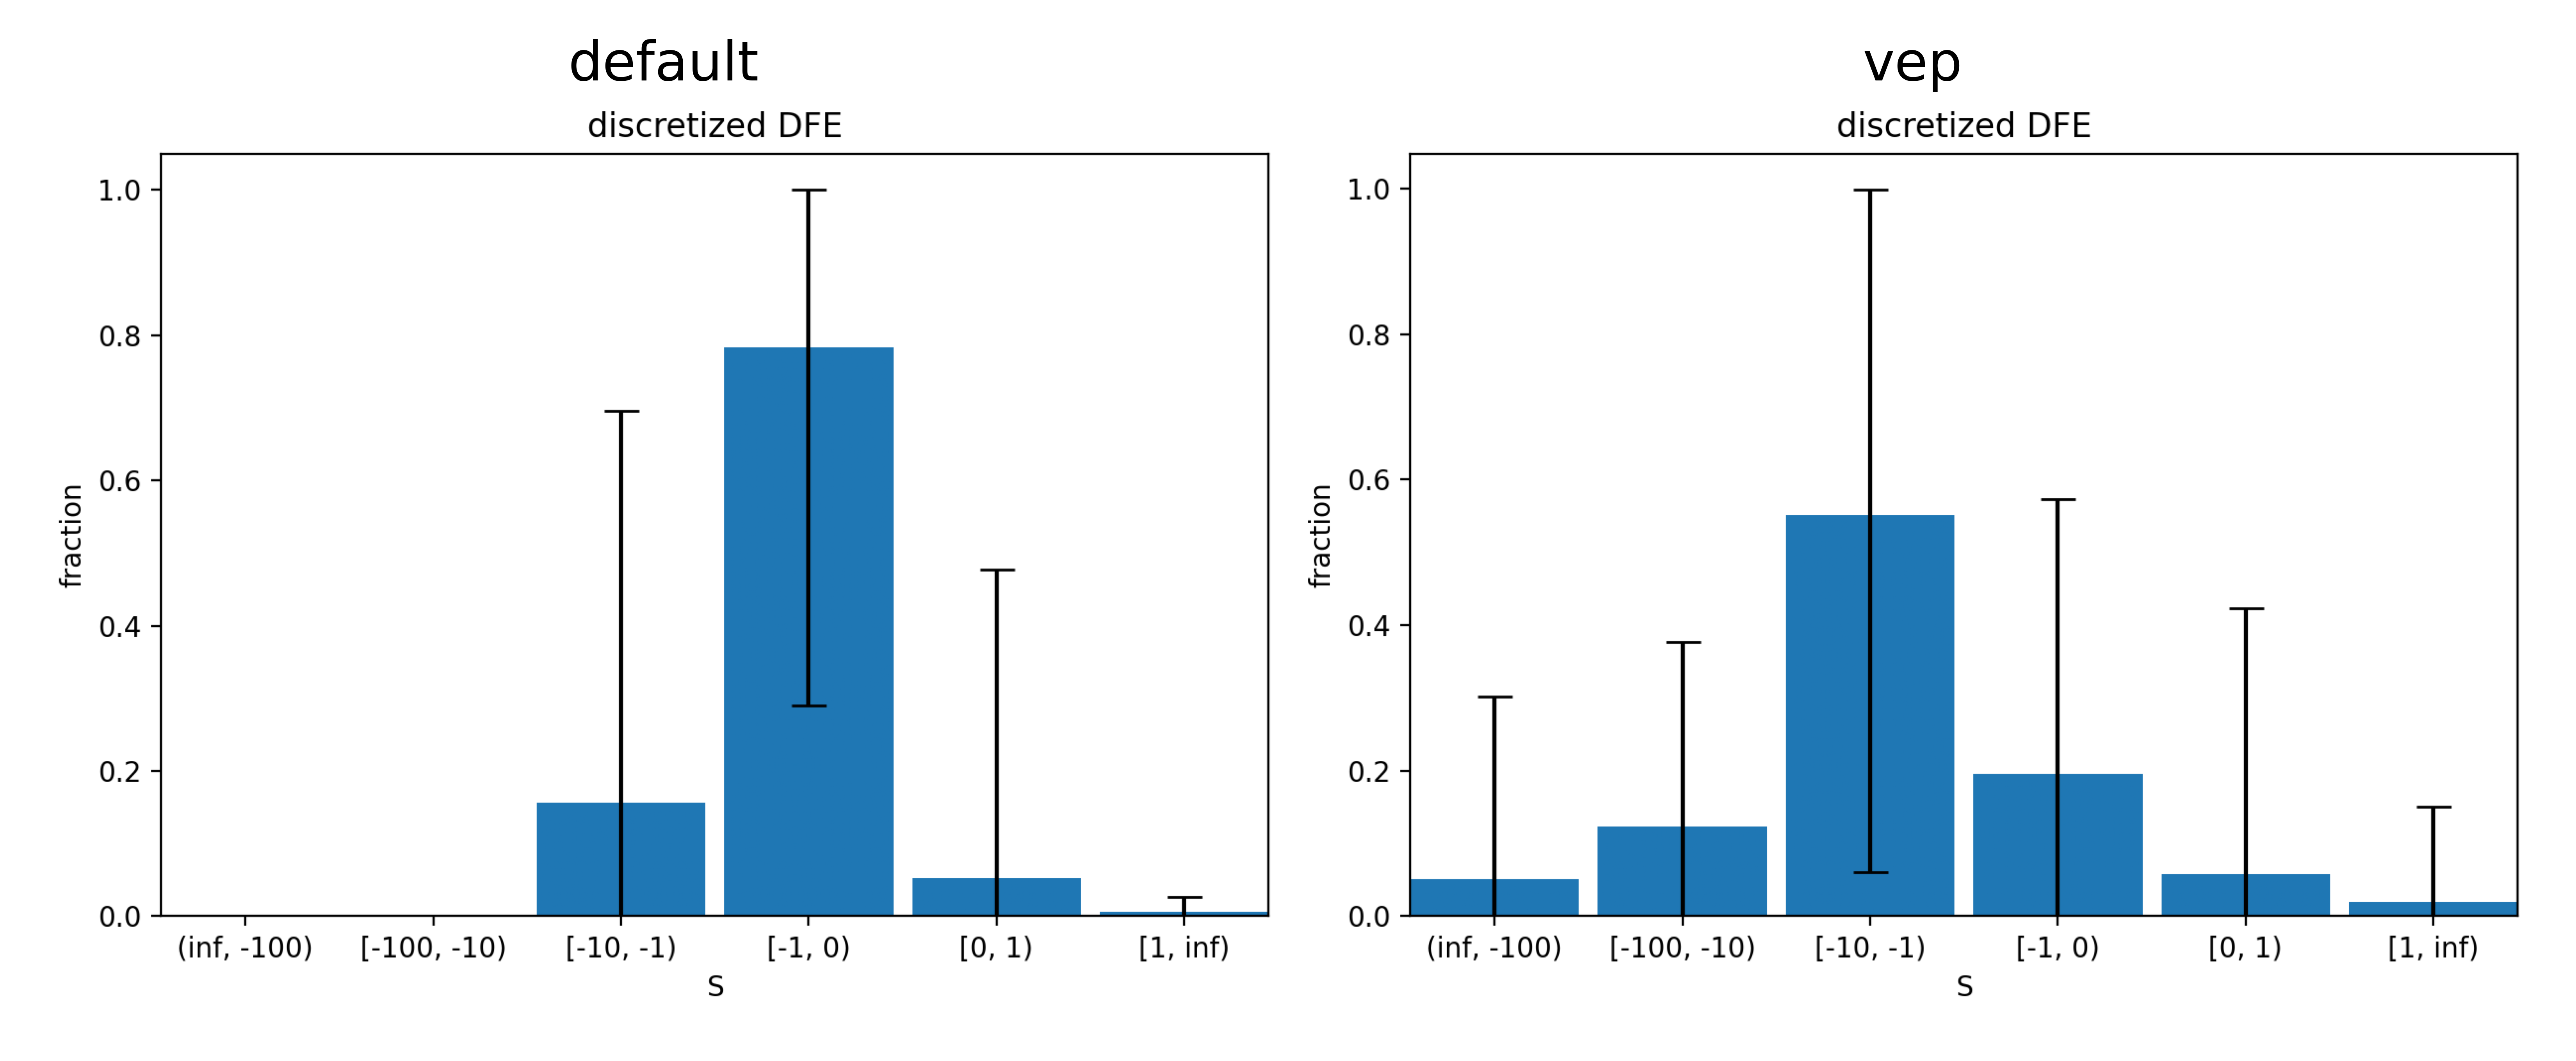 default
discretized DFE
1.0
0.8
0.6
0.4
0.2
0.0
fraction
(inf, -100) [-100, -10) [-10, -1) [-1, 0) [0, 1) [1, inf)
S
vep
discretized DFE
1.0
0.8
0.6
0.4
0.2
0.0
fraction
(inf, -100) [-100, -10) [-10, -1) [-1, 0) [0, 1) [1, inf)
S